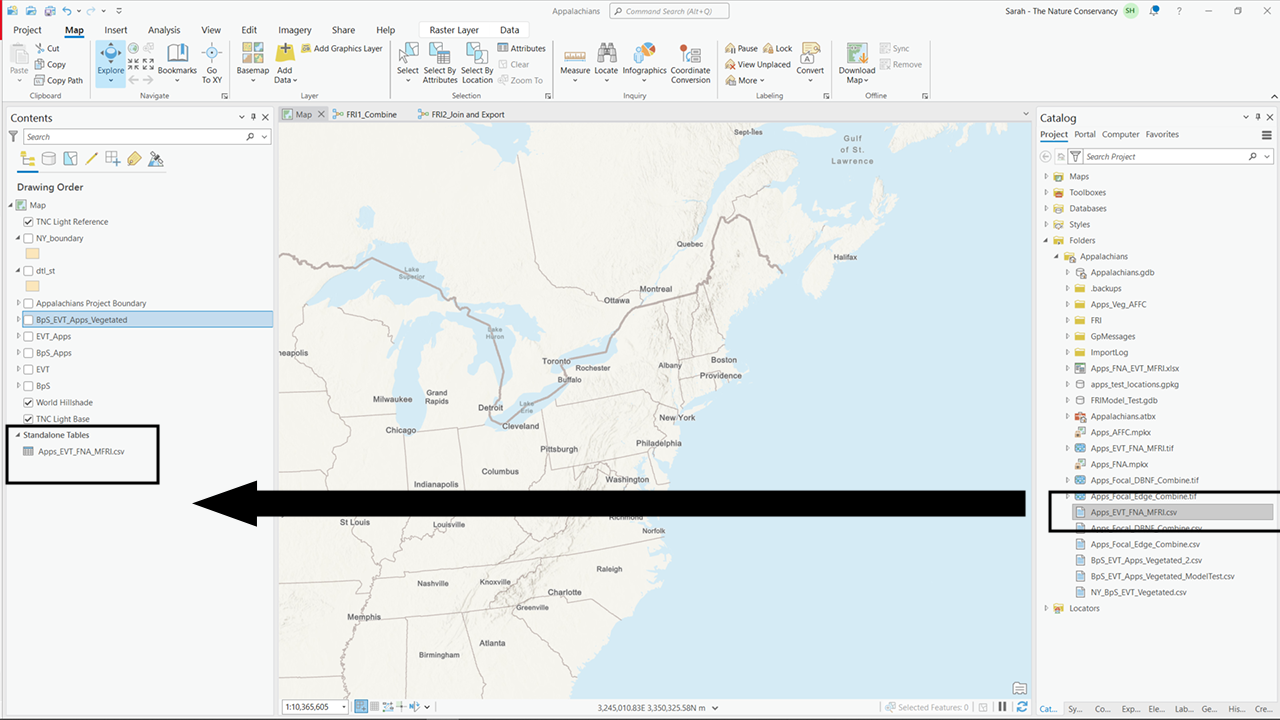 Appalachians
Command Search (Alt+Q)
Sarah - The Nature Conservancy SH
Project Map Insert Analysis View Edit Imagery Share Help Raster Layer Data
Paste
Cut
Copy
Copy Path
Clipboard
Explore
Bookmarks
Go To XY
Navigate
Basemap
Add Data
Add Graphics Layer
Layer
Select
Select By Attributes
Select By Location
Attributes
Clear
Zoom To
Selection
Measure
Locate
Infographics
Coordinate Conversion
Inquiry
Pause
Lock
View Unplaced
More
Convert
Labeling
Download Map
Sync
Remove
Offline
Contents
Search
Drawing Order
Map
TNC Light Reference
NY_boundary
dtl_st
Appalachians Project Boundary
BpS_EVT_Apps_Vegetated
EVT_Apps
BpS_Apps
EVT
BpS
World Hillshade
TNC Light Base
Standalone Tables
Apps_EVT_FNA_MFRI.csv
Map
FRI1_Combine
FRI2_Join and Export
Sept-Iles
Gulf
of St.
Lawrence
Quebec
Halifax
Lake
Superior
Montreal
Ottawa
Lake
Huron
neapolis
Toronto
Rochester
Buffalo
Albany
Boston
Providence
Milwaukee
Grand
Rapids
Detroit
Lake
Erie
New York
Chicago
Cleveland
Philadelphia
Pittsburgh
Columbus
Washington
Indianapolis
Richmond
St Louis
Louisville
Norfolk
Raleigh
Nashville
Knoxville
Charlotte
Greenville
Memphis
Atlanta
Birmingham
1:10,365,605
3,245,010.83E 3,350,325.58N m
Selected Features: 0
Catalog
Project Portal Computer Favorites
Search Project
Maps
Toolboxes
Databases
Styles
Folders
Appalachians
Appalachians.gdb
.backups
Apps_Veg_AFFC
FRI
GpMessages
ImportLog
Apps_FNA_EVT_MFRI.xlsx
apps_test_locations.gpkg
FRIModel_Test.gdb
Appalachians.atbx
Apps_AFFC.mpkx
Apps_EVT_FNA_MFRI.tif
Apps_FNA.mpkx
Apps_Focal_DBNF_Combine.tif
Apps_Focal_Edge_Combine.tif
Apps_EVT_FNA_MFRI.csv
Apps_Focal_DBNF_Combine.csv
Apps_Focal_Edge_Combine.csv
BpS_EVT_Apps_Vegetated_2.csv
BpS_EVT_Apps_Vegetated_ModelTest.csv
NY_BpS_EVT_Vegetated.csv
Locators
Cat... Sy... Co... Exp... Ele... Lab... Ge... His... Cre...